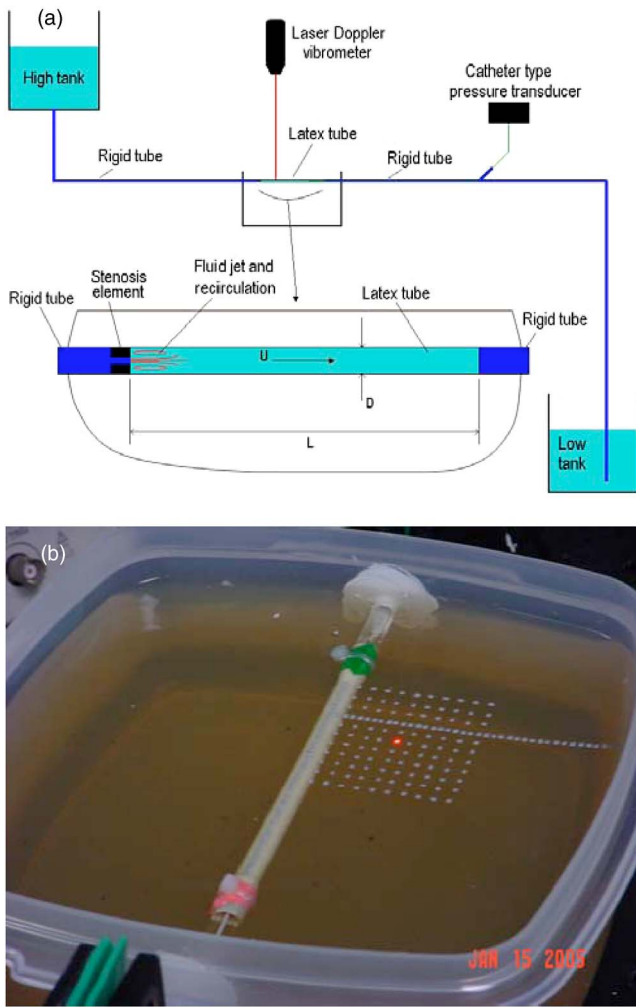 (a)
Laser Doppler
vibrometer
High tank
Catheter type
pressure transducer
Latex tube
Rigid tube
Rigid tube
Fluid jet and
recirculation
Stenosis
element
Latex tube
Rigid tube
Rigid tube
U
D
L
Low
tank
(b)
JAN 15 2005